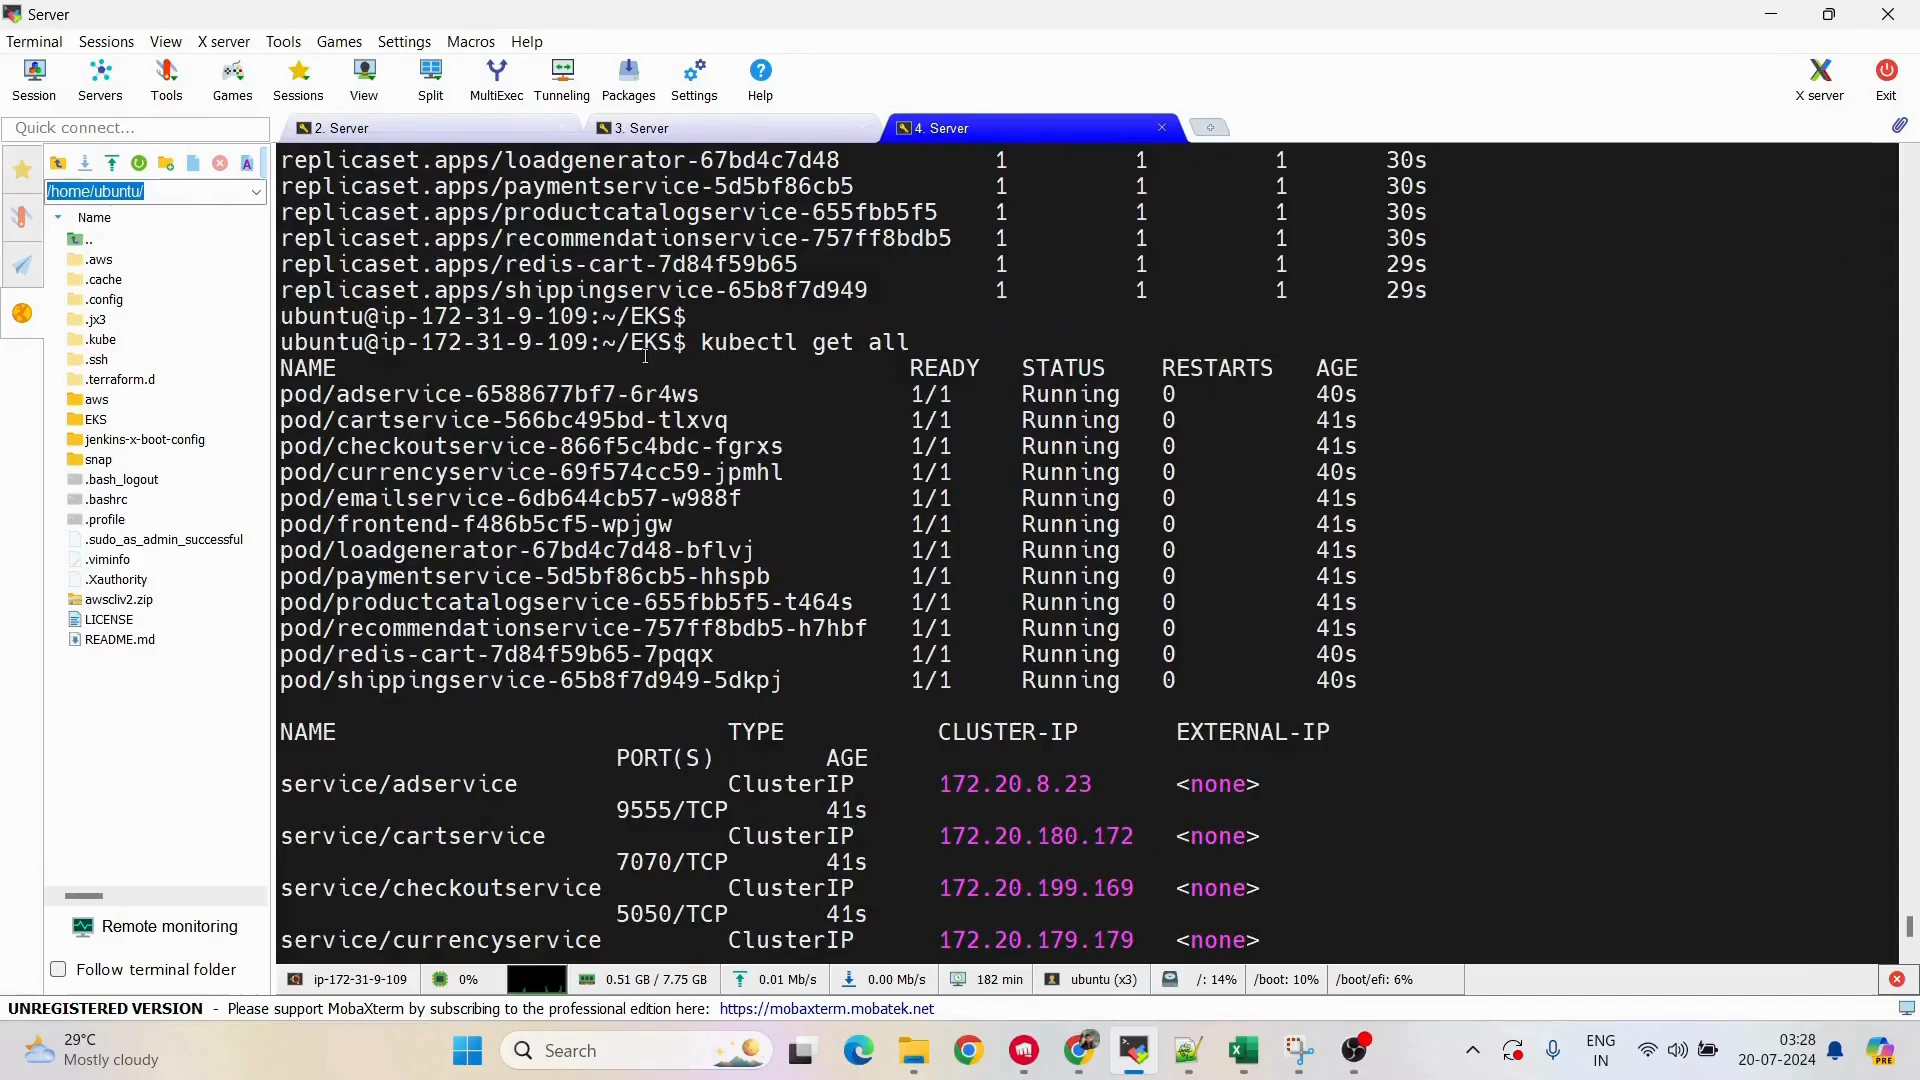 Server
Terminal Sessions View X server Tools Games Settings Macros Help
Session Servers Tools Games Sessions View Split MultiExec Tunneling Packages Settings Help X server Exit
Quick connect...
2. Server 3. Server 4. Server
/home/ubuntu/
Name
..
.aws
.cache
.config
.jx3
.kube
.ssh
.terraform.d
aws
EKS
jenkins-x-boot-config
snap
.bash_logout
.bashrc
.profile
.sudo_as_admin_successful
.viminfo
.Xauthority
awscliv2.zip
LICENSE
README.md
Remote monitoring
Follow terminal folder
replicaset.apps/loadgenerator-67bd4c7d48 1 1 1 30s
replicaset.apps/paymentservice-5d5bf86cb5 1 1 1 30s
replicaset.apps/productcatalogservice-655fbb5f5 1 1 1 30s
replicaset.apps/recommendationservice-757ff8bdb5 1 1 1 30s
replicaset.apps/redis-cart-7d84f59b65 1 1 1 29s
replicaset.apps/shippingservice-65b8f7d949 1 1 1 29s
ubuntu@ip-172-31-9-109:~/EKS$
ubuntu@ip-172-31-9-109:~/EKS$ kubectl get all
NAME READY STATUS RESTARTS AGE
pod/adservice-6588677bf7-6r4ws 1/1 Running 0 40s
pod/cartservice-566bc495bd-tlxvq 1/1 Running 0 41s
pod/checkoutservice-866f5c4bdc-fgrxs 1/1 Running 0 41s
pod/currencyservice-69f574cc59-jpmhl 1/1 Running 0 40s
pod/emailservice-6db644cb57-w988f 1/1 Running 0 41s
pod/frontend-f486b5cf5-wpjgw 1/1 Running 0 41s
pod/loadgenerator-67bd4c7d48-bflvj 1/1 Running 0 41s
pod/paymentservice-5d5bf86cb5-hhspb 1/1 Running 0 41s
pod/productcatalogservice-655fbb5f5-t464s 1/1 Running 0 41s
pod/recommendationservice-757ff8bdb5-h7hbf 1/1 Running 0 41s
pod/redis-cart-7d84f59b65-7pqqx 1/1 Running 0 40s
pod/shippingservice-65b8f7d949-5dkpj 1/1 Running 0 40s
NAME TYPE CLUSTER-IP EXTERNAL-IP
PORT(S) AGE
service/adservice ClusterIP 172.20.8.23 <none>
9555/TCP 41s
service/cartservice ClusterIP 172.20.180.172 <none>
7070/TCP 41s
service/checkoutservice ClusterIP 172.20.199.169 <none>
5050/TCP 41s
service/currencyservice ClusterIP 172.20.179.179 <none>
ip-172-31-9-109 0% 0.51 GB / 7.75 GB 0.01 Mb/s 0.00 Mb/s 182 min ubuntu (x3) /: 14% /boot: 10% /boot/efi: 6%
UNREGISTERED VERSION - Please support MobaXterm by subscribing to the professional edition here: https://mobaxterm.mobatek.net
29°C
Mostly cloudy
Search
ENG
IN
03:28
20-07-2024
PRE